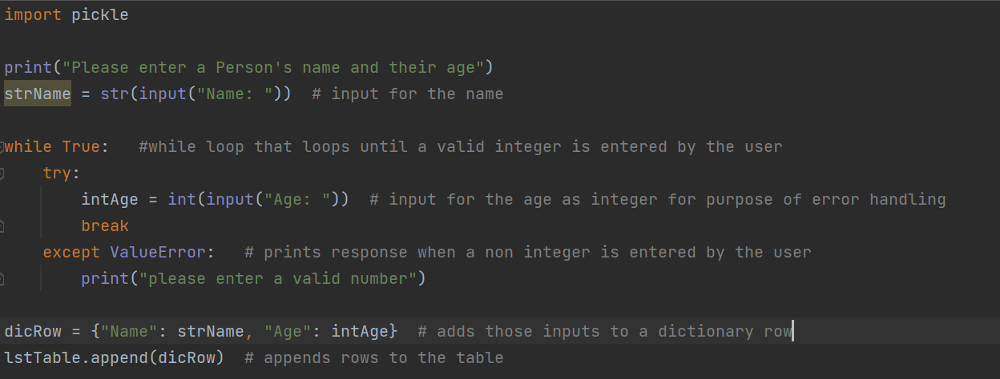 import pickle
print("Please enter a Person's name and their age")
strName = str(input("Name: "))  # input for the name
while True:   #while loop that loops until a valid integer is entered by the user
    try:
        intAge = int(input("Age: "))  # input for the age as integer for purpose of error handling
        break
    except ValueError:   # prints response when a non integer is entered by the user
        print("please enter a valid number")
dicRow = {"Name": strName, "Age": intAge}  # adds those inputs to a dictionary row
lstTable.append(dicRow)  # appends rows to the table